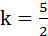 k = 5/2